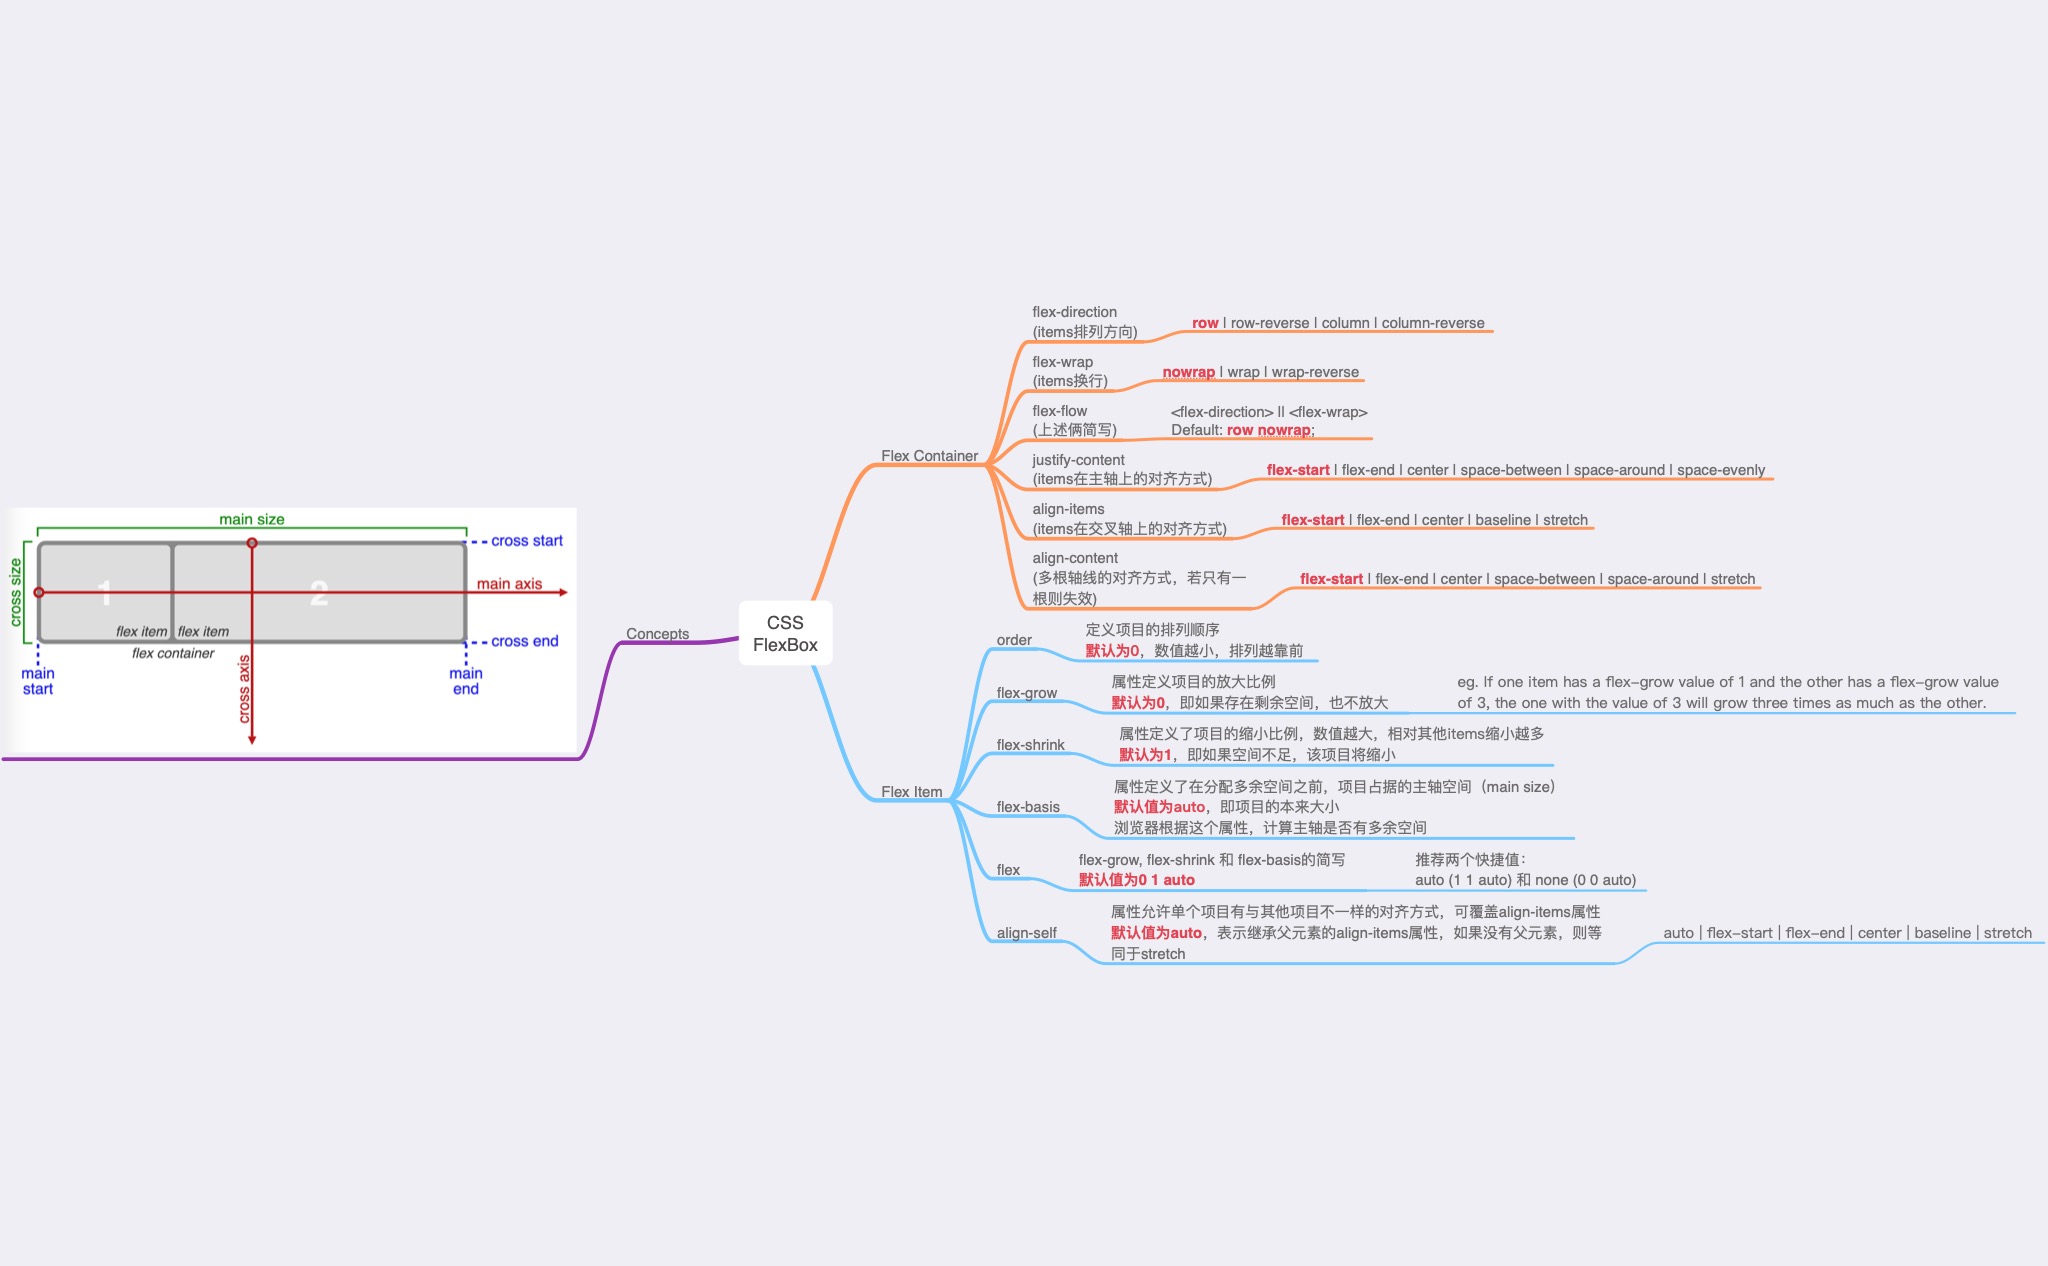 CSS
FlexBox
Concepts
main size
cross size
cross start
main axis
1
2
flex item
flex item
cross end
flex container
main
start
cross axis
main
end
Flex Container
flex-direction
(items排列方向)
row | row-reverse | column | column-reverse
flex-wrap
(items换行)
nowrap | wrap | wrap-reverse
flex-flow
(上述俩简写)
<flex-direction> || <flex-wrap>
Default: row nowrap;
justify-content
(items在主轴上的对齐方式)
flex-start | flex-end | center | space-between | space-around | space-evenly
align-items
(items在交叉轴上的对齐方式)
flex-start | flex-end | center | baseline | stretch
align-content
(多根轴线的对齐方式，若只有一
根则失效)
flex-start | flex-end | center | space-between | space-around | stretch
Flex Item
order
定义项目的排列顺序
默认为0，数值越小，排列越靠前
flex-grow
属性定义项目的放大比例
默认为0，即如果存在剩余空间，也不放大
eg. If one item has a flex-grow value of 1 and the other has a flex-grow value
of 3, the one with the value of 3 will grow three times as much as the other.
flex-shrink
属性定义了项目的缩小比例，数值越大，相对其他items缩小越多
默认为1，即如果空间不足，该项目将缩小
flex-basis
属性定义了在分配多余空间之前，项目占据的主轴空间（main size）
默认值为auto，即项目的本来大小
浏览器根据这个属性，计算主轴是否有多余空间
flex
flex-grow, flex-shrink 和 flex-basis的简写
默认值为0 1 auto
推荐两个快捷值：
auto (1 1 auto) 和 none (0 0 auto)
align-self
属性允许单个项目有与其他项目不一样的对齐方式，可覆盖align-items属性
默认值为auto，表示继承父元素的align-items属性，如果没有父元素，则等
同于stretch
auto | flex-start | flex-end | center | baseline | stretch